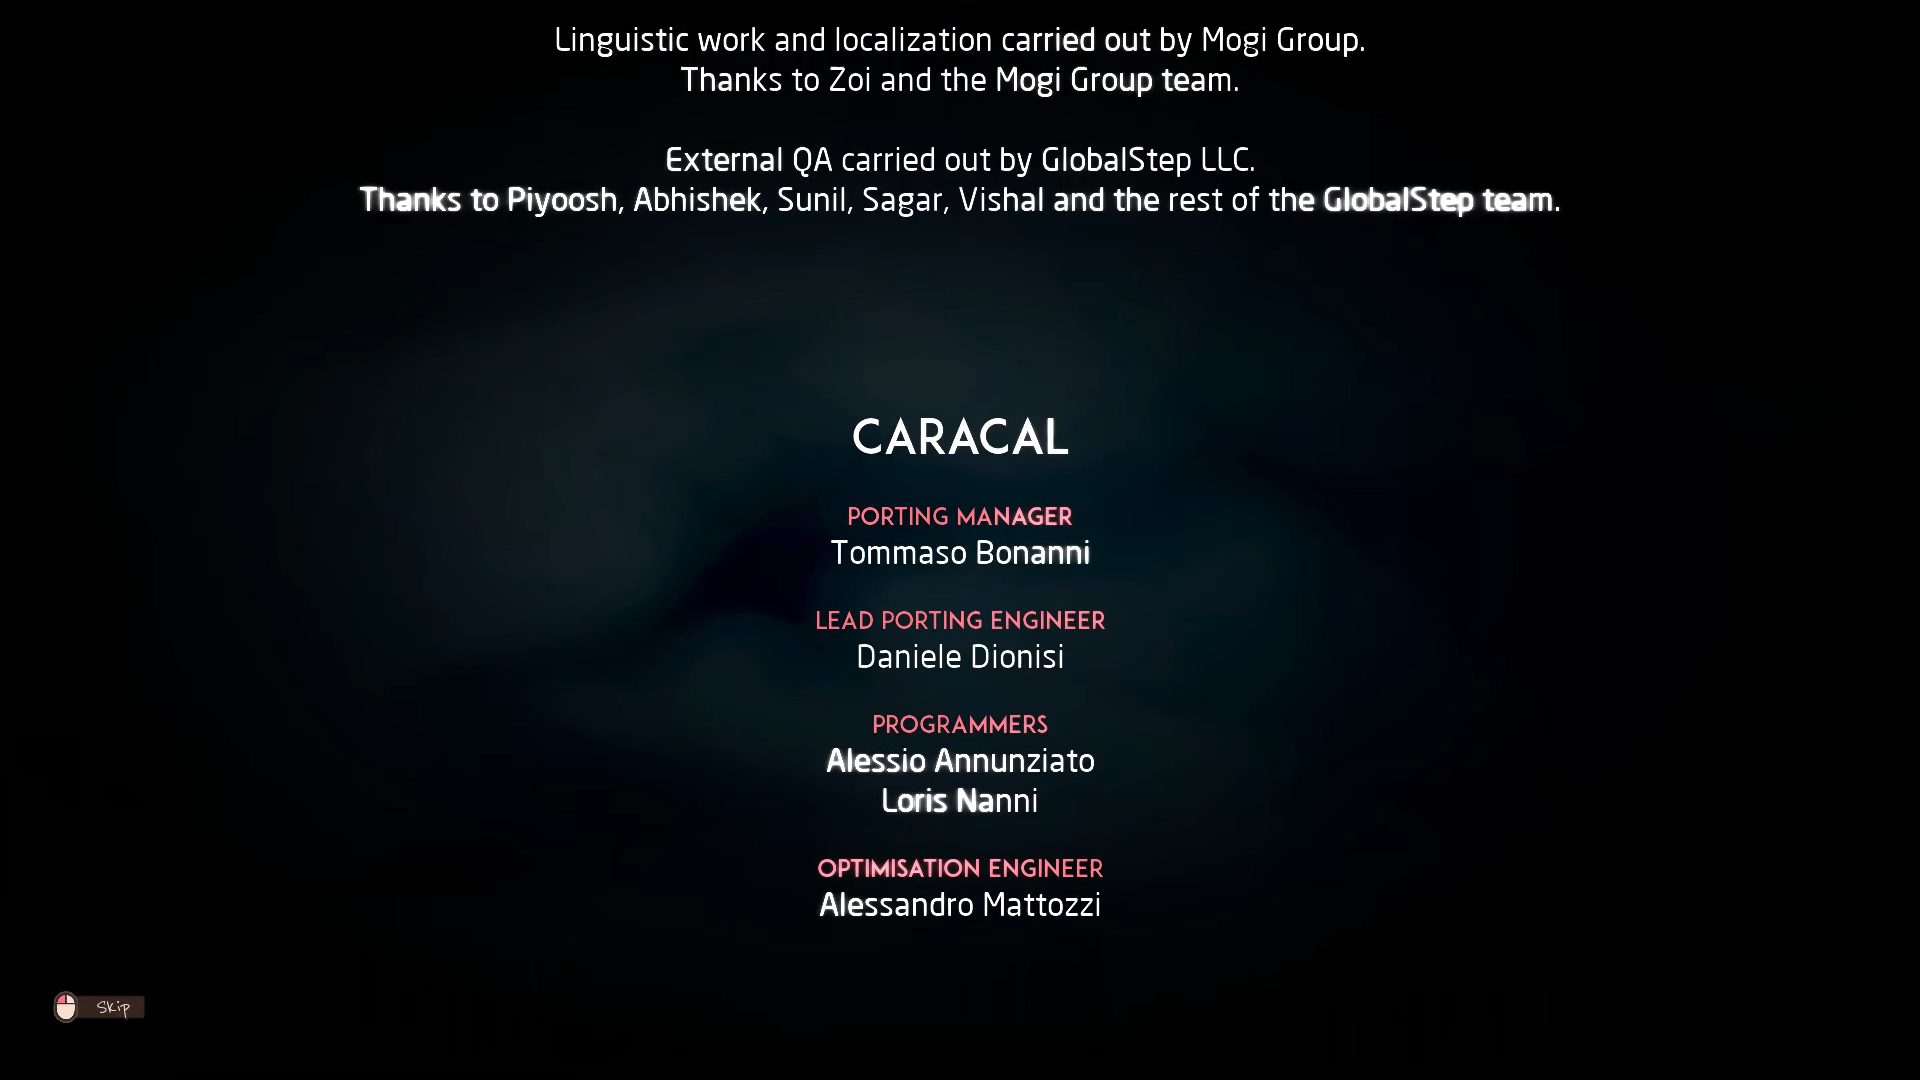 Linguistic work and localization carried out by Mogi Group.
Thanks to Zoi and the Mogi Group team.
External QA carried out by GlobalStep LLC.
Thanks to Piyoosh, Abhishek, Sunil, Sagar, Vishal and the rest of the GlobalStep team.
CARACAL
PORTING MANAGER
Tommaso Bonanni
LEAD PORTING ENGINEER
Daniele Dionisi
PROGRAMMERS
Alessio Annunziato
Loris Nanni
OPTIMISATION ENGINEER
Alessandro Mattozzi
Skip